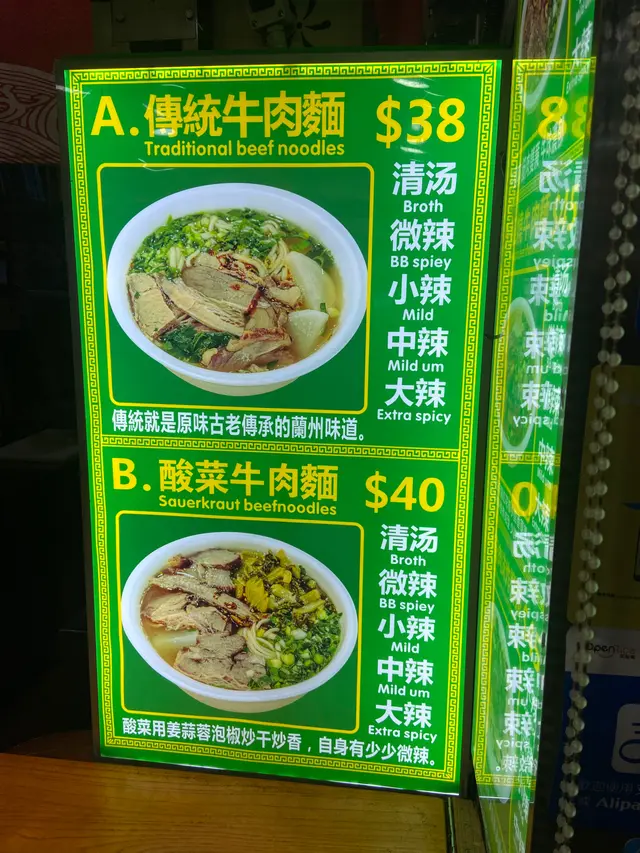 A. 傳統牛肉麵 $38
Traditional beef noodles
清汤
Broth
微辣
BB spiey
小辣
Mild
中辣
Mild um
大辣
Extra spicy
傳統就是原味古老傳承的蘭州味道。
B. 酸菜牛肉麵 $40
Sauerkraut beefnoodles
清汤
Broth
微辣
BB spiey
小辣
Mild
中辣
Mild um
大辣
Extra spicy
酸菜用姜蒜蓉泡椒炒干炒香，自身有少少微辣。